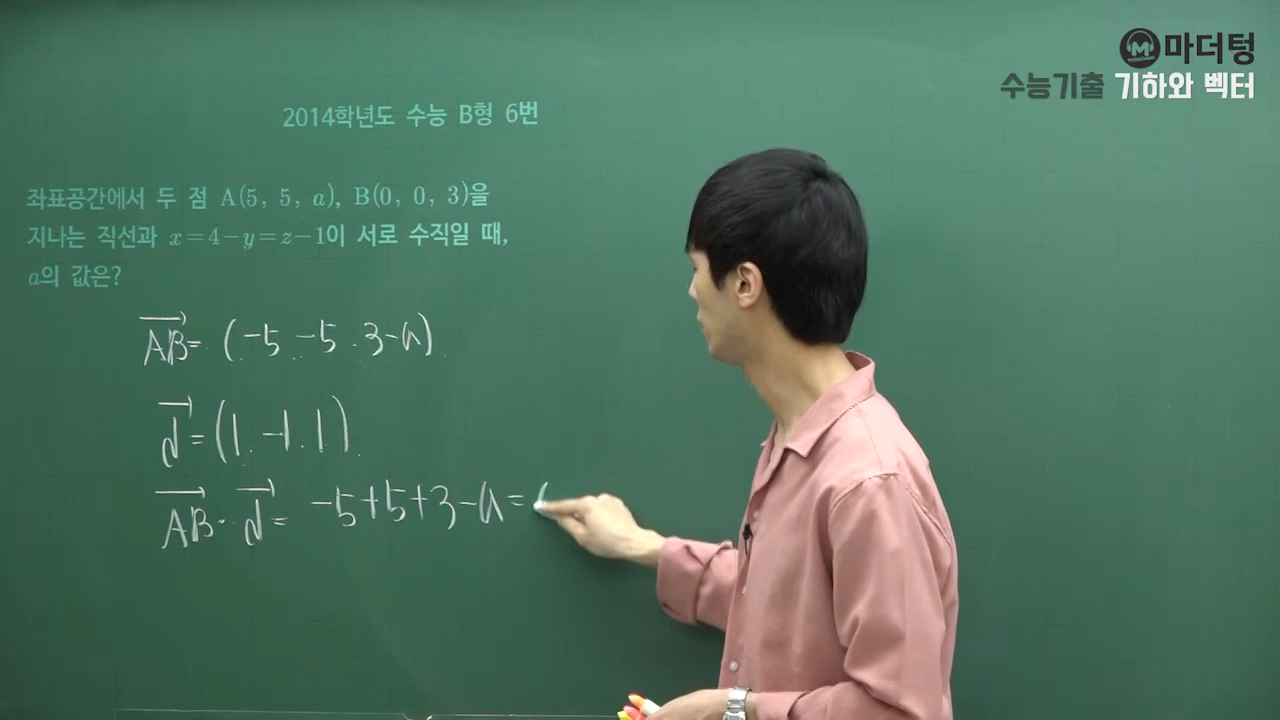 마더텅
수능기출 기하와 벡터
2014학년도 수능 B형 6번
좌표공간에서 두 점 A(5, 5, a), B(0, 0, 3)을
지나는 직선과 x=4-y=z-1이 서로 수직일 때,
a의 값은?
AB= (-5, -5, 3-a)
d=(1, -1, 1)
AB·d= -5+5+3-a=